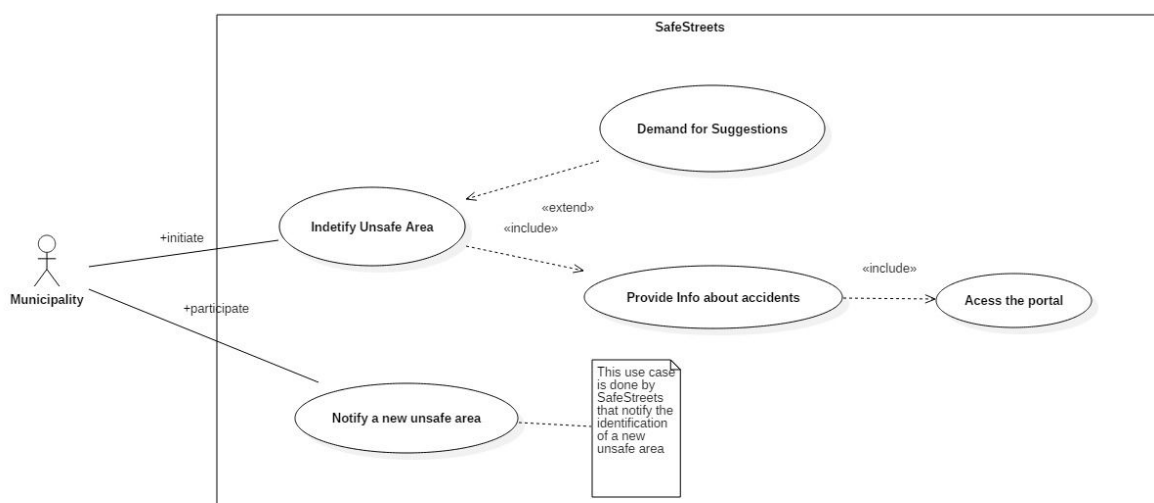 SafeStreets
Demand for Suggestions
«extend»
Indetify Unsafe Area
«include»
+initiate
Municipality
«include»
Provide Info about accidents
Acess the portal
+participate
Notify a new unsafe area
This use case
is done by
SafeStreets
that notify the
identification
of a new
unsafe area